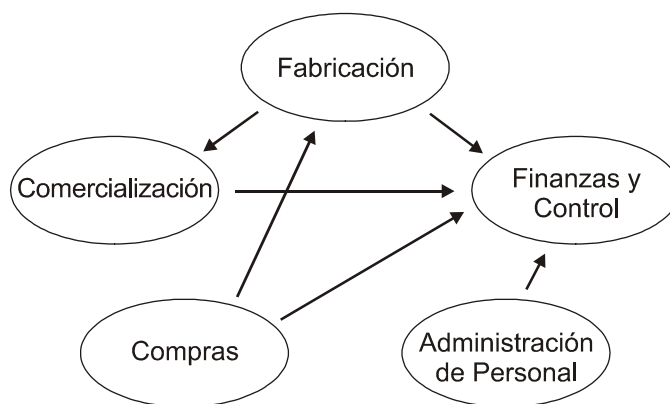 Fabricación
Comercialización
Finanzas y
Control
Compras
Administración
de Personal